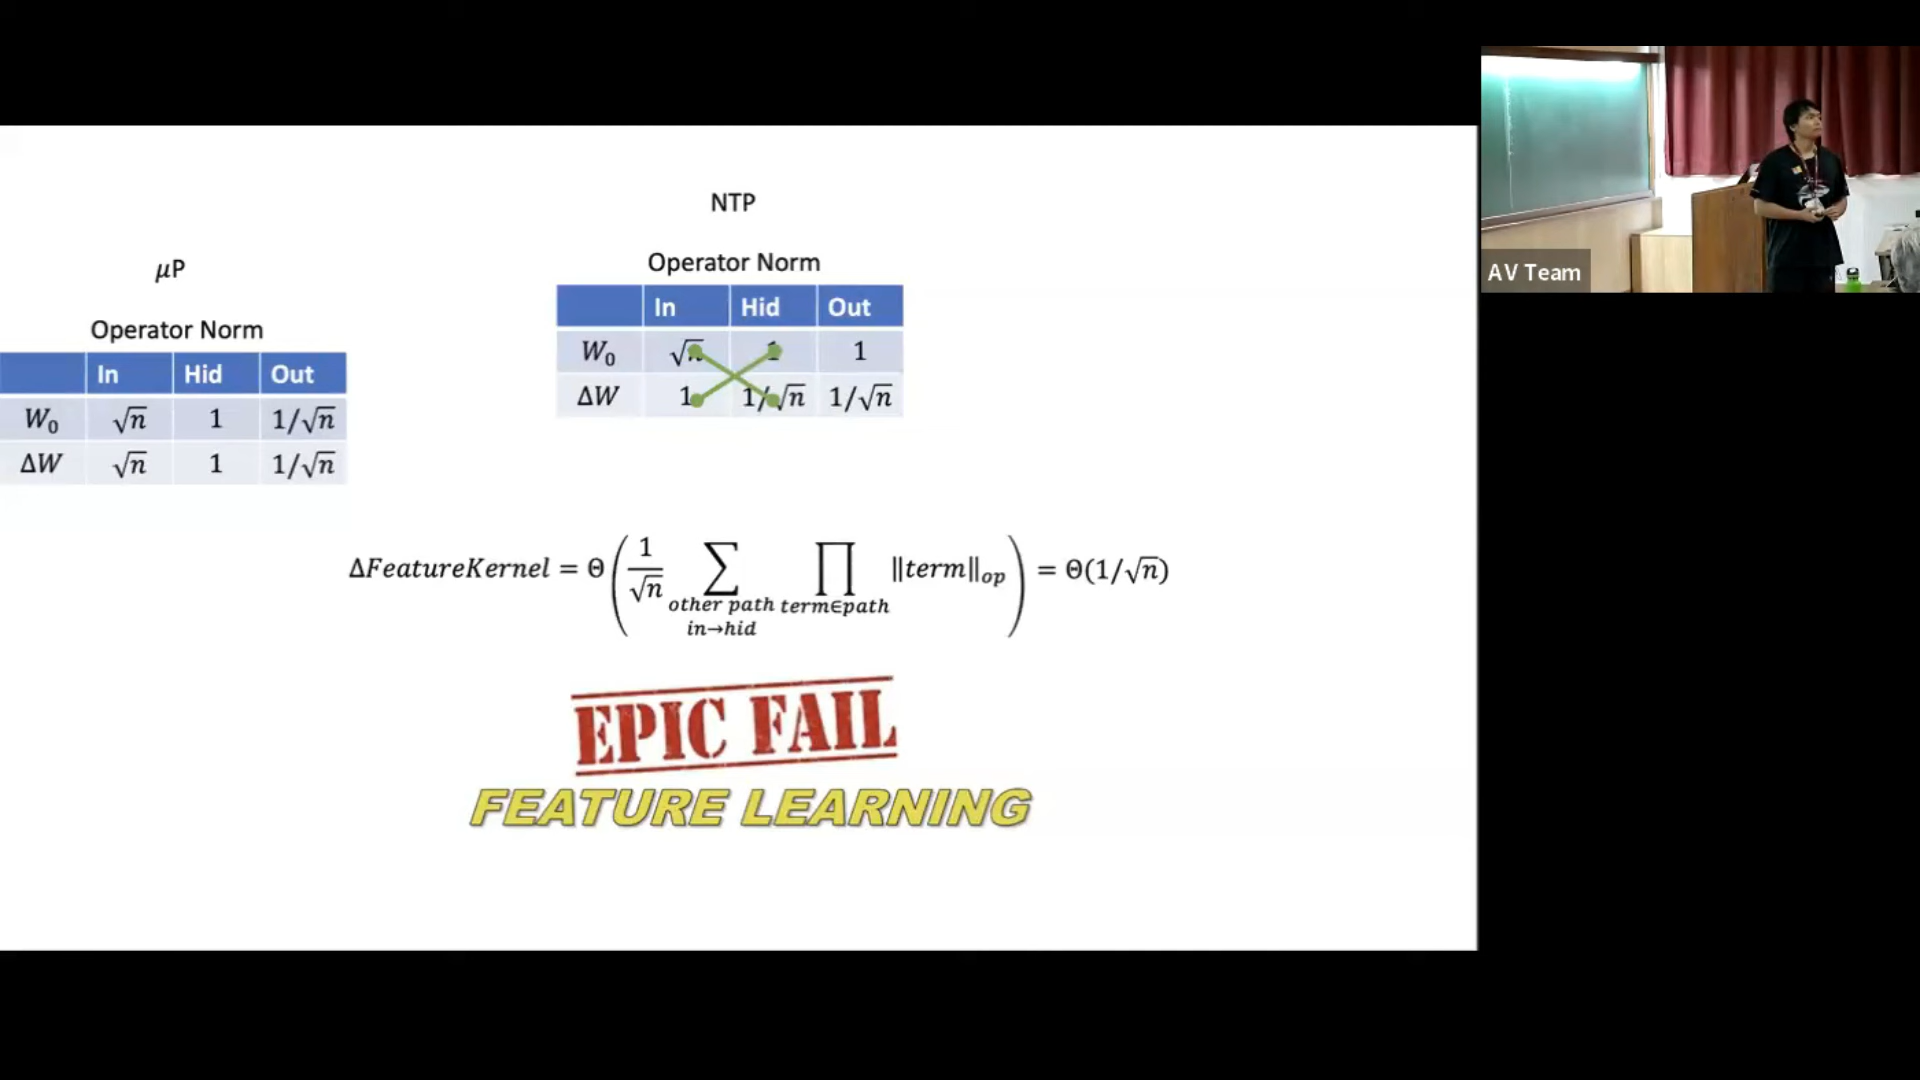 NTP
Operator Norm
In Hid Out
W₀ √n 1 1
ΔW 1 1/√n 1/√n
μP
Operator Norm
In Hid Out
W₀ √n 1 1/√n
ΔW √n 1 1/√n
ΔFeatureKernel = Θ(1/√n ∑_{other path in→hid} ∏_{term∈path} ‖term‖_{op}) = Θ(1/√n)
EPIC FAIL
FEATURE LEARNING
AV Team